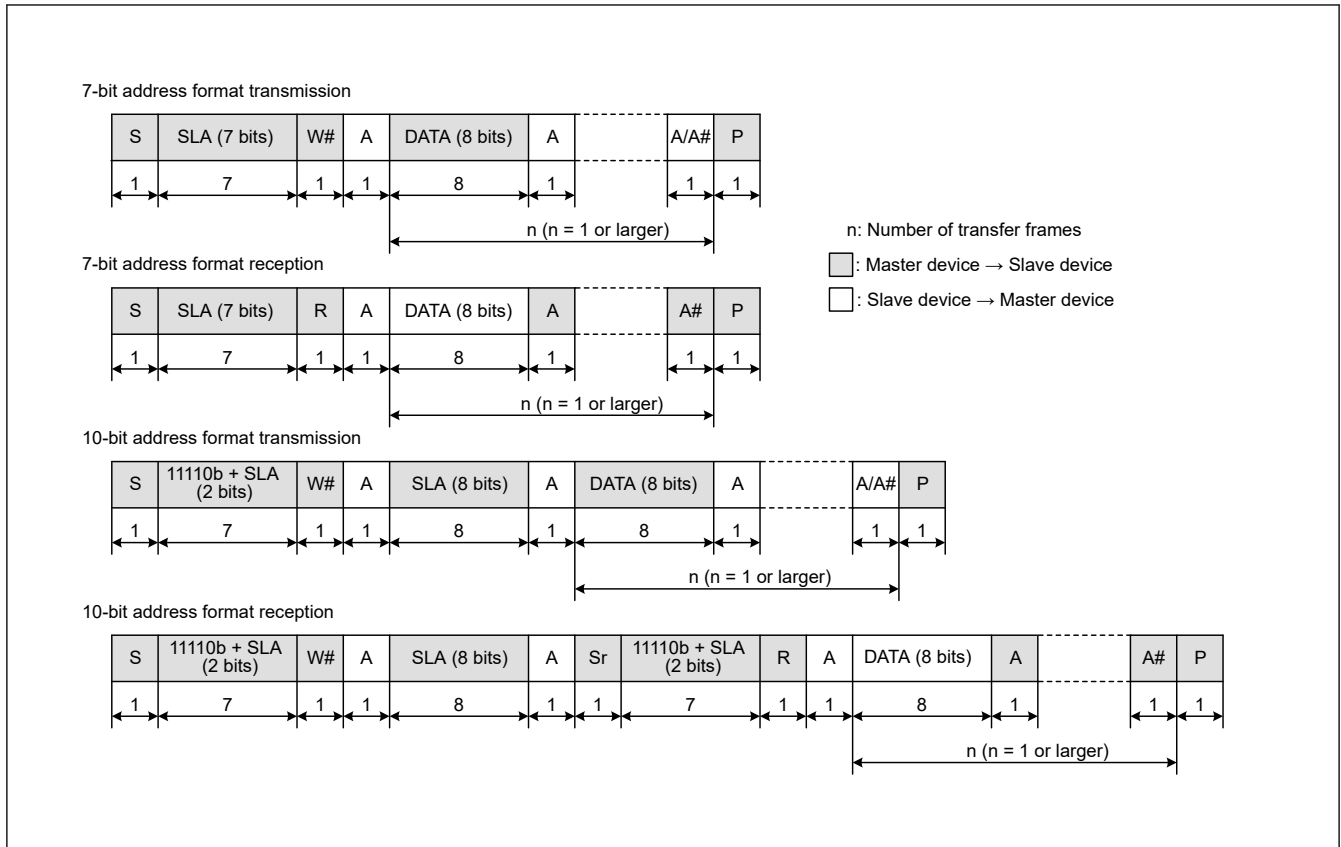 7-bit address format transmission
S SLA (7 bits) W# A DATA (8 bits) A A/A# P
1 7 1 1 8 1 1 1
n (n = 1 or larger)
n: Number of transfer frames
: Master device → Slave device
: Slave device → Master device
7-bit address format reception
S SLA (7 bits) R A DATA (8 bits) A A# P
1 7 1 1 8 1 1 1
n (n = 1 or larger)
10-bit address format transmission
S 11110b + SLA (2 bits) W# A SLA (8 bits) A DATA (8 bits) A A/A# P
1 7 1 1 8 1 8 1 1 1
n (n = 1 or larger)
10-bit address format reception
S 11110b + SLA (2 bits) W# A SLA (8 bits) A Sr 11110b + SLA (2 bits) R A DATA (8 bits) A A# P
1 7 1 1 8 1 1 7 1 1 8 1 1 1
n (n = 1 or larger)